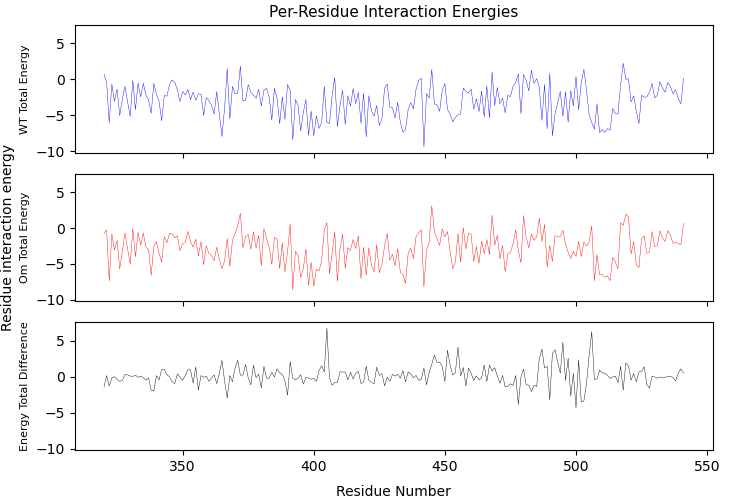 Per-Residue Interaction Energies
Residue interaction energy
WT Total Energy
5
0
−5
−10
Om Total Energy
5
0
−5
−10
Energy Total Difference
5
0
−5
−10
350 400 450 500 550
Residue Number